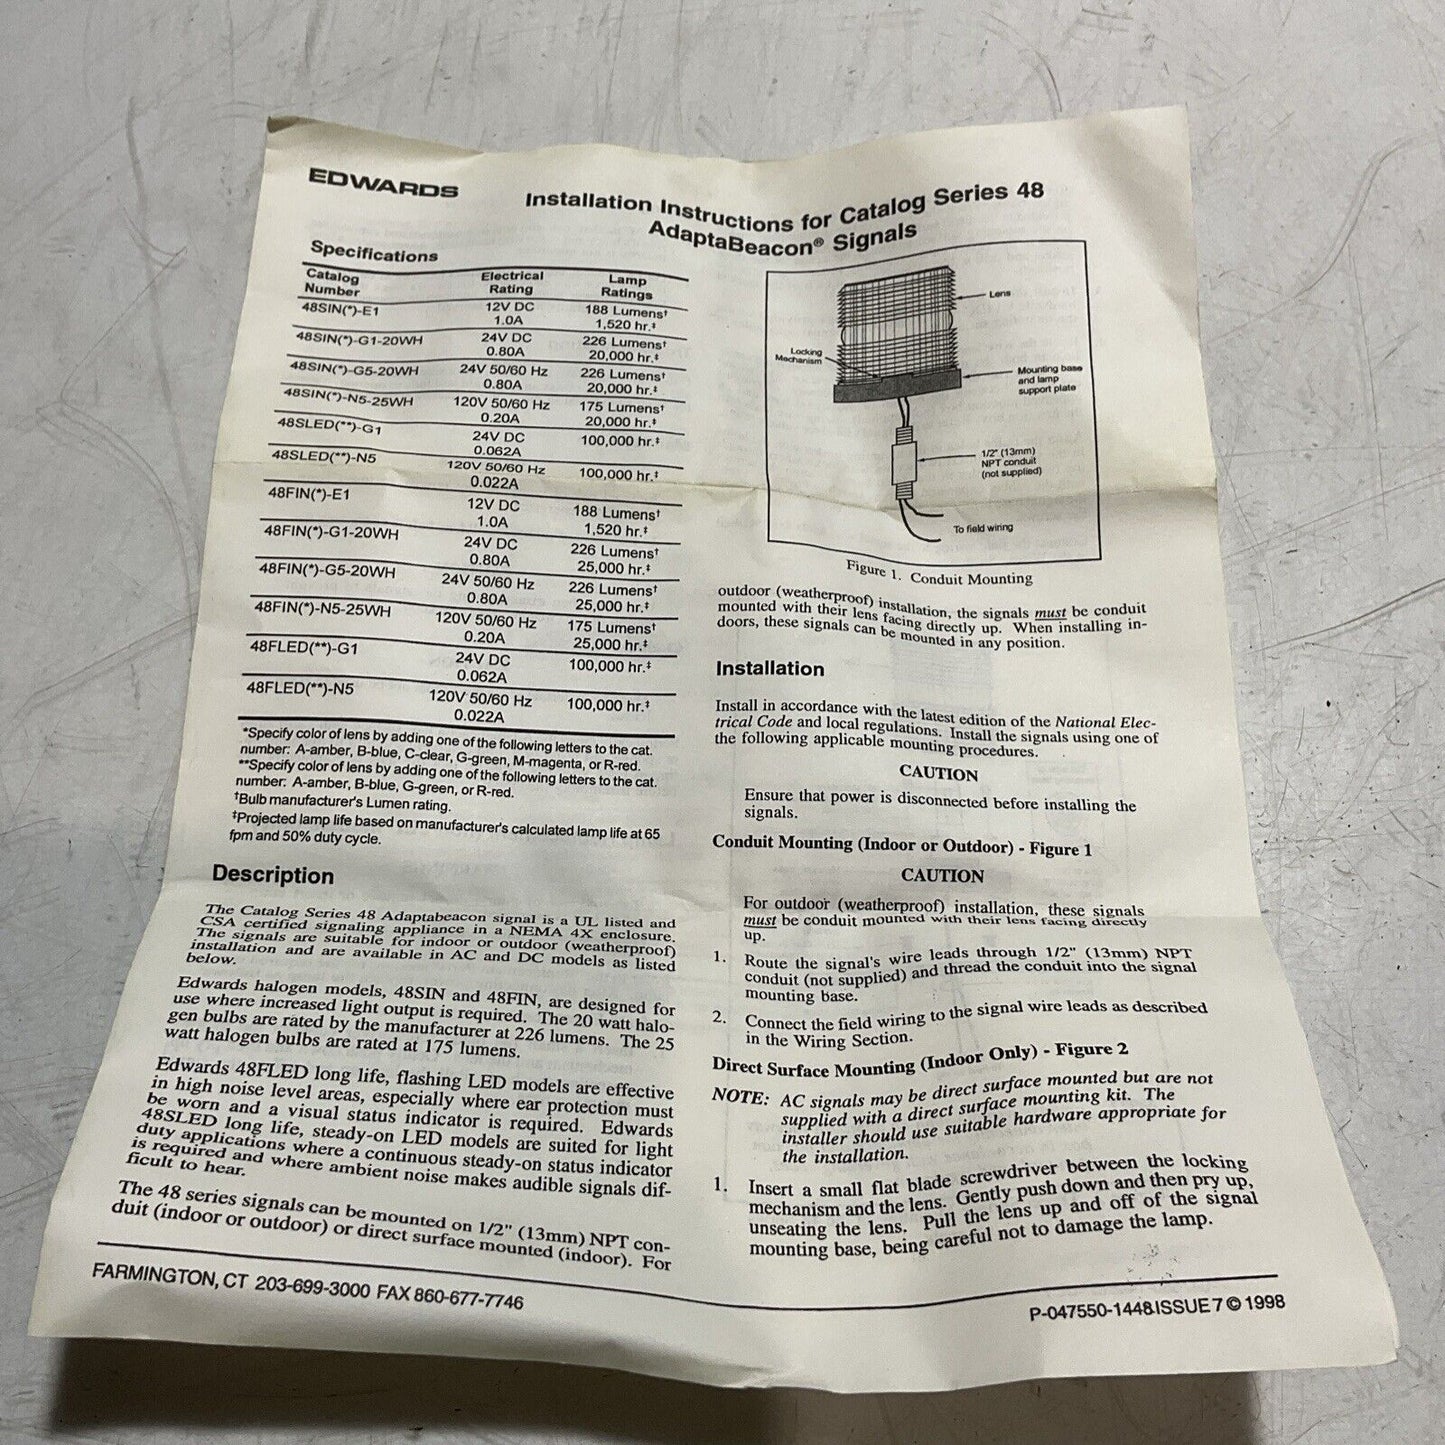 EDWARDS
Installation Instructions for Catalog Series 48
AdaptaBeacon® Signals
Specifications
Catalog Number Electrical Rating Lamp Ratings
48SIN(*)-E1 12V DC 1.0A 188 Lumens† 1,520 hr.‡
48SIN(*)-G1-20WH 24V DC 0.80A 226 Lumens† 20,000 hr.‡
48SIN(*)-G5-20WH 24V 50/60 Hz 0.80A 226 Lumens† 20,000 hr.‡
48SIN(*)-N5-25WH 120V 50/60 Hz 0.20A 175 Lumens† 20,000 hr.‡
48SLED(**)-G1 24V DC 0.062A 100,000 hr.‡
48SLED(**)-N5 120V 50/60 Hz 0.022A 100,000 hr.‡
48FIN(*)-E1 12V DC 1.0A 188 Lumens† 1,520 hr.‡
48FIN(*)-G1-20WH 24V DC 0.80A 226 Lumens† 25,000 hr.‡
48FIN(*)-G5-20WH 24V 50/60 Hz 0.80A 226 Lumens† 25,000 hr.‡
48FIN(*)-N5-25WH 120V 50/60 Hz 0.20A 175 Lumens† 25,000 hr.‡
48FLED(**)-G1 24V DC 0.062A 100,000 hr.‡
48FLED(**)-N5 120V 50/60 Hz 0.022A 100,000 hr.‡
*Specify color of lens by adding one of the following letters to the cat.
number: A-amber, B-blue, C-clear, G-green, M-magenta, or R-red.
**Specify color of lens by adding one of the following letters to the cat.
number: A-amber, B-blue, G-green, or R-red.
†Bulb manufacturer's Lumen rating.
‡Projected lamp life based on manufacturer's calculated lamp life at 65
fpm and 50% duty cycle.
Description
The Catalog Series 48 Adaptabeacon signal is a UL listed and
CSA certified signaling appliance in a NEMA 4X enclosure.
The signals are suitable for indoor or outdoor (weatherproof)
installation and are available in AC and DC models as listed
below.
Edwards halogen models, 48SIN and 48FIN, are designed for
use where increased light output is required. The 20 watt halo-
gen bulbs are rated by the manufacturer at 226 lumens. The 25
watt halogen bulbs are rated at 175 lumens.
Edwards 48FLED long life, flashing LED models are effective
in high noise level areas, especially where ear protection must
be worn and a visual status indicator is required. Edwards
48SLED long life, steady-on LED models are suited for light
duty applications where a continuous steady-on status indicator
is required and where ambient noise makes audible signals dif-
ficult to hear.
The 48 series signals can be mounted on 1/2" (13mm) NPT con-
duit (indoor or outdoor) or direct surface mounted (indoor). For
Lens
Locking
Mechanism
Mounting base
and lamp
support plate
1/2" (13mm)
NPT conduit
(not supplied)
To field wiring
Figure 1. Conduit Mounting
outdoor (weatherproof) installation, the signals must be conduit
mounted with their lens facing directly up. When installing in-
doors, these signals can be mounted in any position.
Installation
Install in accordance with the latest edition of the National Elec-
trical Code and local regulations. Install the signals using one of
the following applicable mounting procedures.
CAUTION
Ensure that power is disconnected before installing the
signals.
Conduit Mounting (Indoor or Outdoor) - Figure 1
CAUTION
For outdoor (weatherproof) installation, these signals
must be conduit mounted with their lens facing directly
up.
1. Route the signal's wire leads through 1/2" (13mm) NPT
conduit (not supplied) and thread the conduit into the signal
mounting base.
2. Connect the field wiring to the signal wire leads as described
in the Wiring Section.
Direct Surface Mounting (Indoor Only) - Figure 2
NOTE: AC signals may be direct surface mounted but are not
supplied with a direct surface mounting kit. The
installer should use suitable hardware appropriate for
the installation.
1. Insert a small flat blade screwdriver between the locking
mechanism and the lens. Gently push down and then pry up,
unseating the lens. Pull the lens up and off of the signal
mounting base, being careful not to damage the lamp.
FARMINGTON, CT 203-699-3000 FAX 860-677-7746
P-047550-1448 ISSUE 7 © 1998